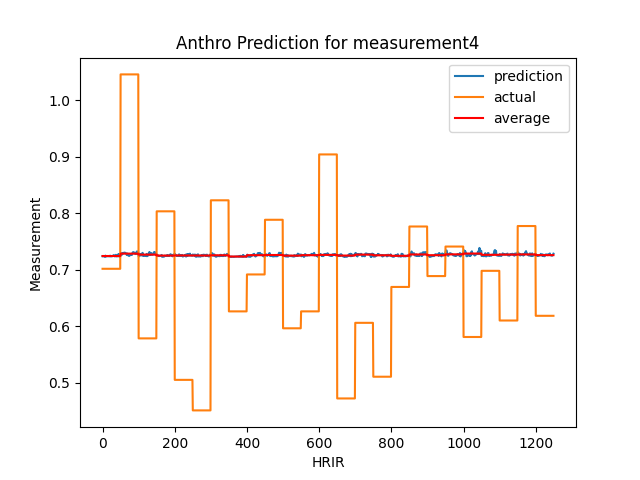 Anthro Prediction for measurement4
prediction
actual
average
1.0
0.9
0.8
0.7
0.6
0.5
Measurement
0
200
400
600
800
1000
1200
HRIR